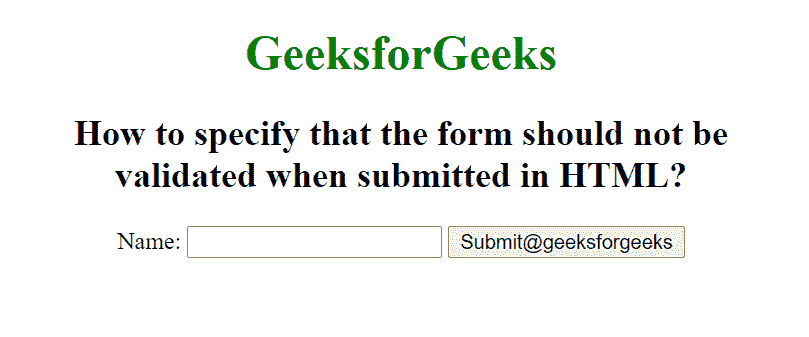 GeeksforGeeks
How to specify that the form should not be
validated when submitted in HTML?
Name: Submit@geeksforgeeks